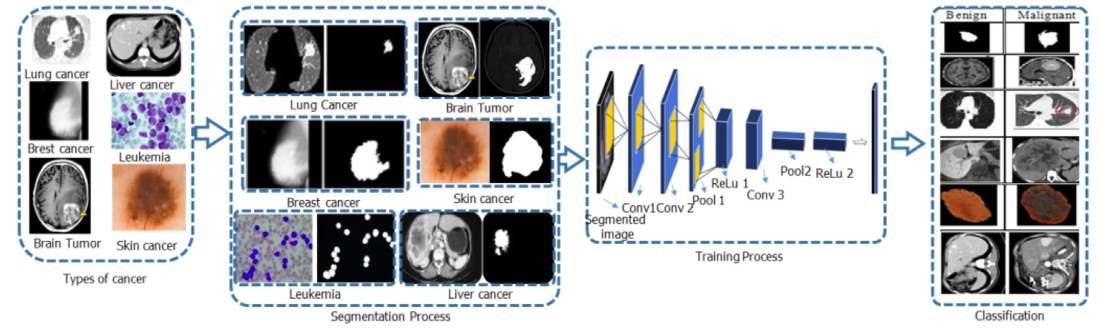 Lung cancer
Liver cancer
Brest cancer
Leukemia
Brain Tumor
Skin cancer
Types of cancer
Lung Cancer
Brain Tumor
Breast cancer
Skin cancer
Leukemia
Liver cancer
Segmentation Process
Segmented
image
Conv1
Conv 2
Pool 1
ReLu 1
Conv 3
Pool2
ReLu 2
Training Process
Benign
Malignant
Classification